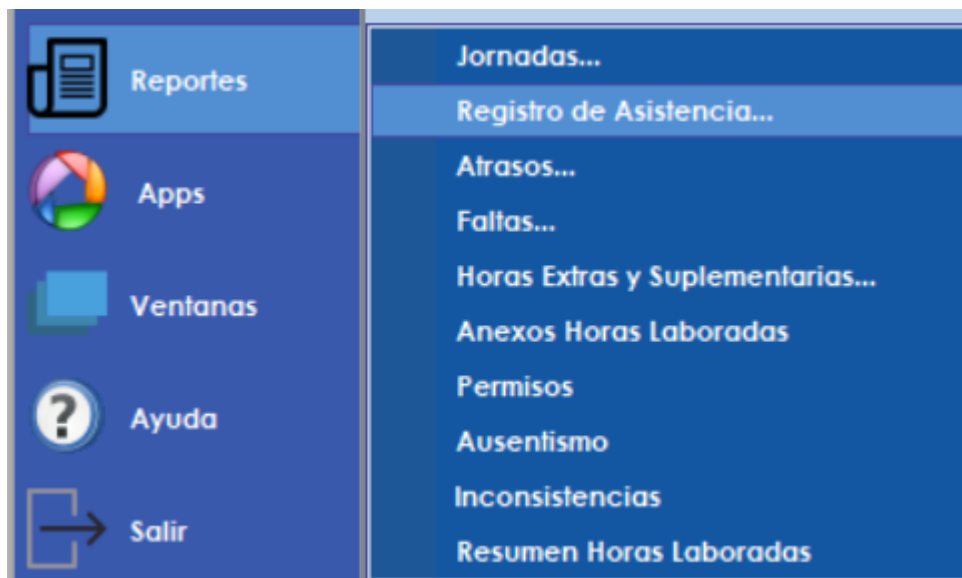 Reportes
Apps
Ventanas
Ayuda
Salir
Jornadas...
Registro de Asistencia...
Atrasos...
Faltas...
Horas Extras y Suplementarias...
Anexos Horas Laboradas
Permisos
Ausentismo
Inconsistencias
Resumen Horas Laboradas